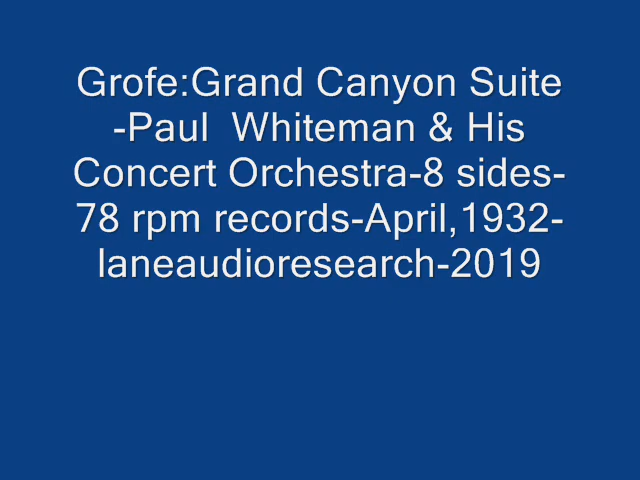 Grofe:Grand Canyon Suite
-Paul  Whiteman & His
Concert Orchestra-8 sides-
78 rpm records-April,1932-
laneaudioresearch-2019